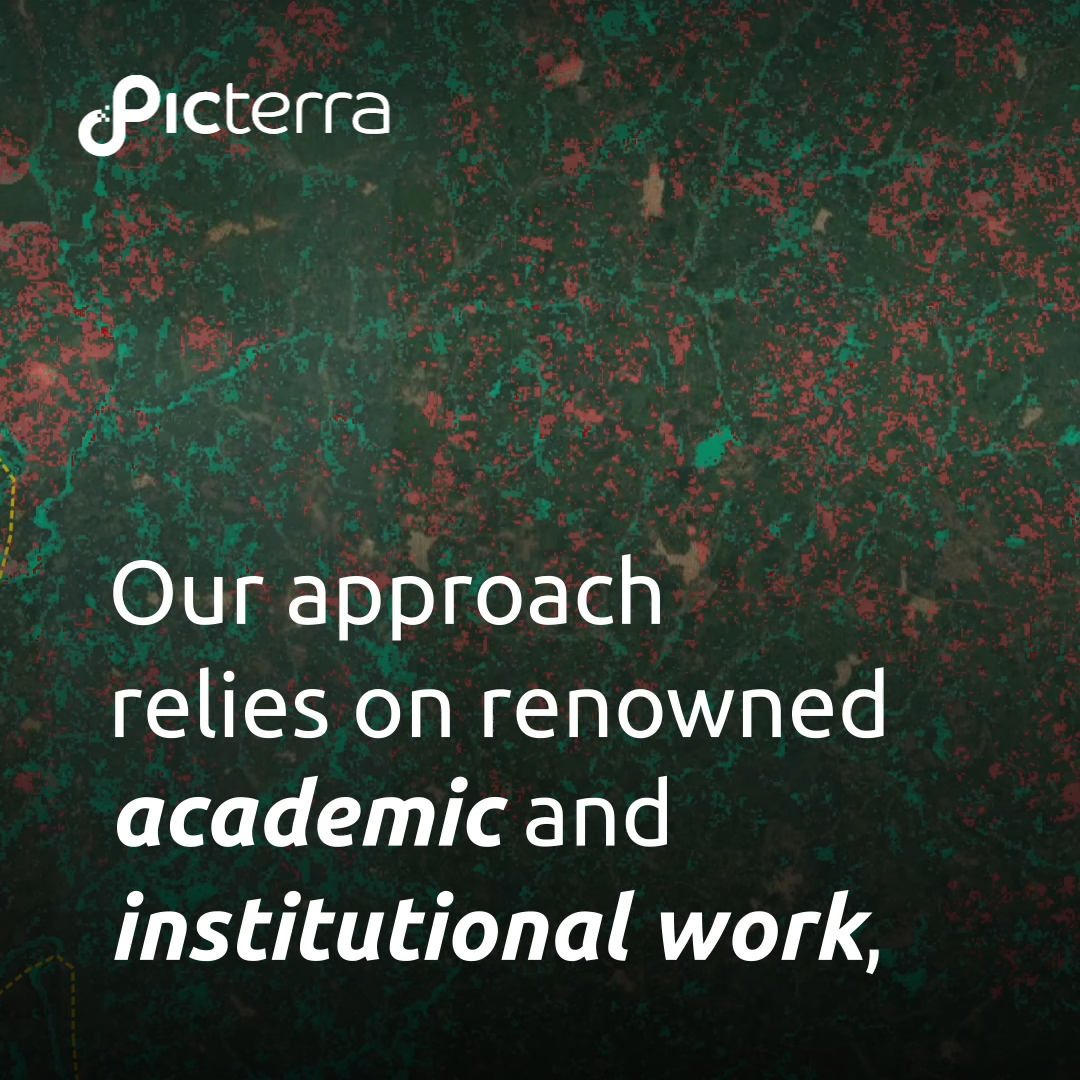 Picterra
Our approach
relies on renowned
academic and
institutional work,